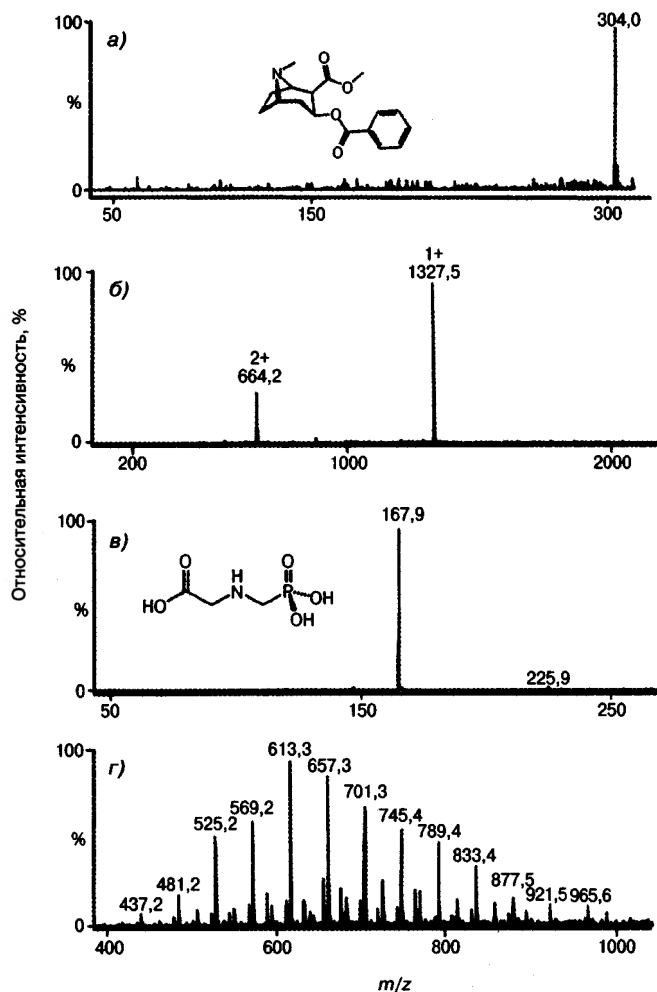 Относительная интенсивность, %
100
а)
304,0
%
N
O
O
O
O
0
50
150
300
100
б)
1+
1327,5
%
2+
664,2
0
200
1000
2000
100
в)
167,9
O
H
O
HO
N
P
OH
OH
%
225,9
0
50
150
250
100
г)
613,3
657,3
701,3
569,2
745,4
525,2
789,4
%
833,4
481,2
877,5
437,2
921,5
965,6
0
400
600
800
1000
m/z